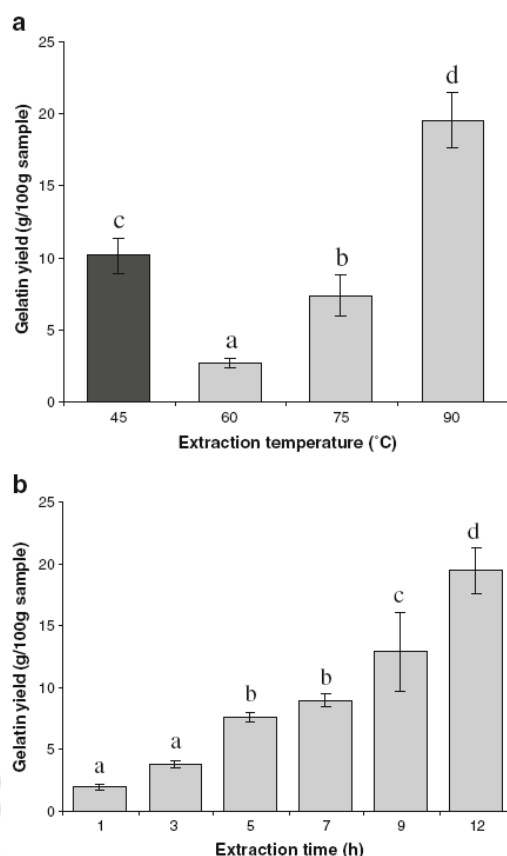 a
25
20
15
10
5
0
Gelatin yield (g/100g sample)
c
a
b
d
45 60 75 90
Extraction temperature (˚C)
b
25
20
15
10
5
0
Gelatin yield (g/100g sample)
a
a
b
b
c
d
1 3 5 7 9 12
Extraction time (h)